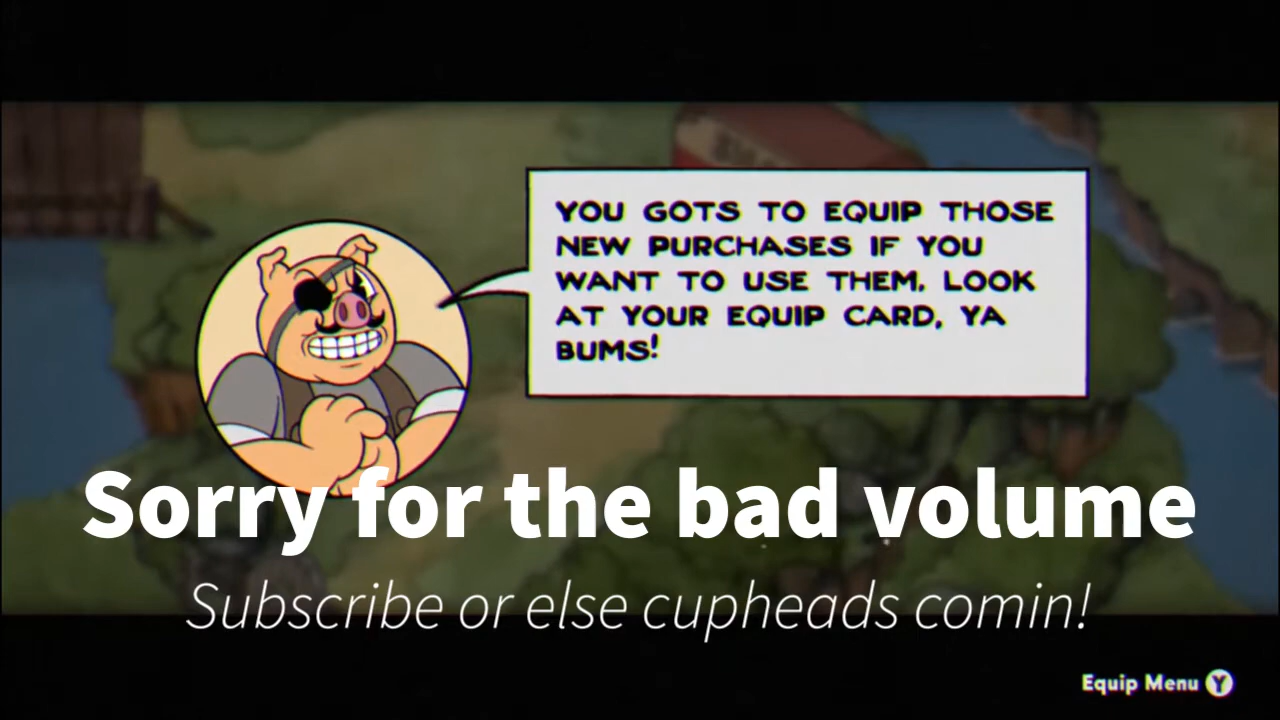 YOU GOTS TO EQUIP THOSE
NEW PURCHASES IF YOU
WANT TO USE THEM. LOOK
AT YOUR EQUIP CARD, YA
BUMS!
Sorry for the bad volume
Subscribe or else cupheads comin!
Equip Menu Y